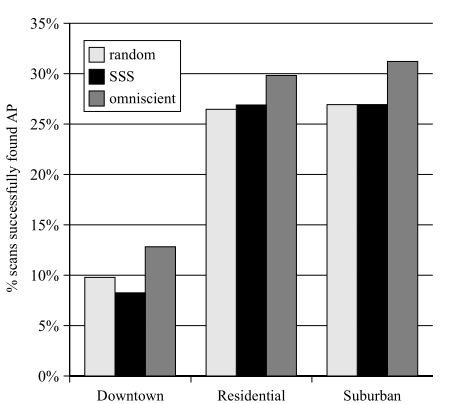 35%
30%
25%
20%
15%
10%
5%
0%
% scans successfully found AP
random
SSS
omniscient
Downtown Residential Suburban